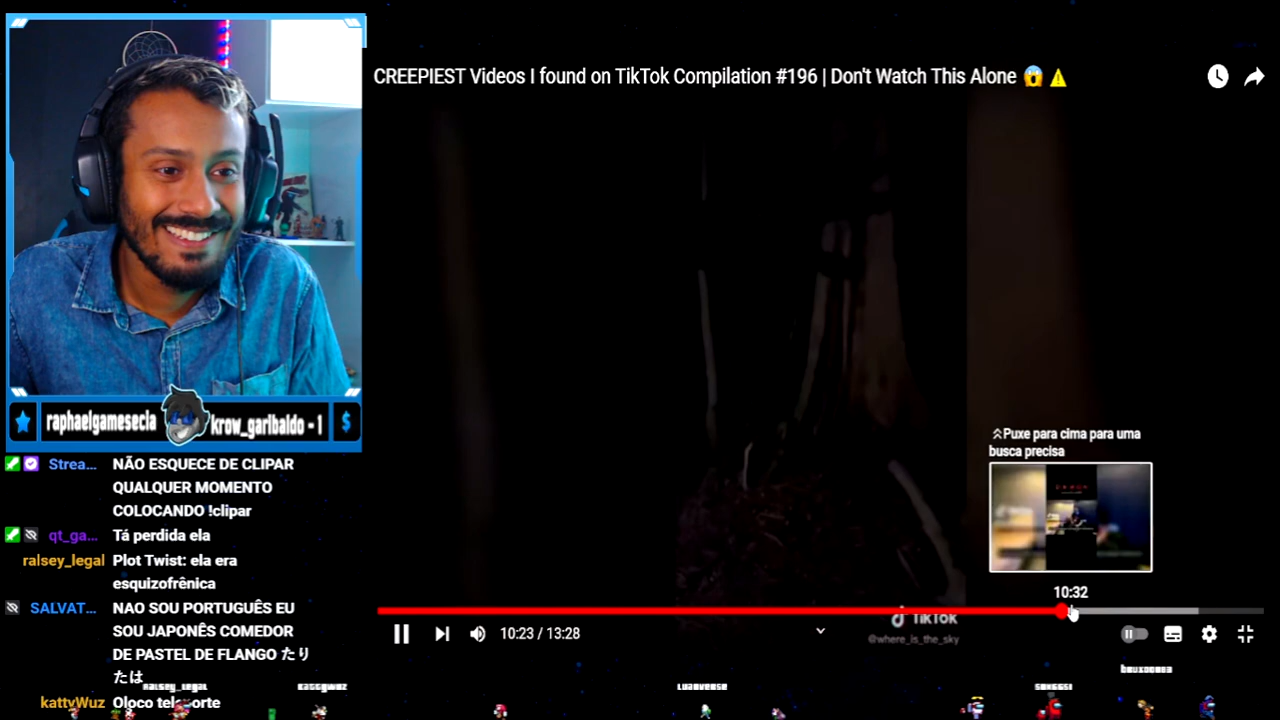 CREEPIEST Videos I found on TikTok Compilation #196 | Don't Watch This Alone 😱 ⚠
raphaelgamesecla
krow_garibaldo - 1
$
Strea... NÃO ESQUECE DE CLIPAR
QUALQUER MOMENTO
COLOCANDO !clipar
qt_ga... Tá perdida ela
ralsey_legal Plot Twist: ela era
esquizofrênica
SALVAT... NAO SOU PORTUGUÊS EU
SOU JAPONÊS COMEDOR
DE PASTEL DE FLANGO たり
たは
kattyWuz Oloco
Puxe para cima para uma
busca precisa
10:32
10:23 / 13:28
TikTok
@where_is_the_sky
ralsey_legal
kattywuz